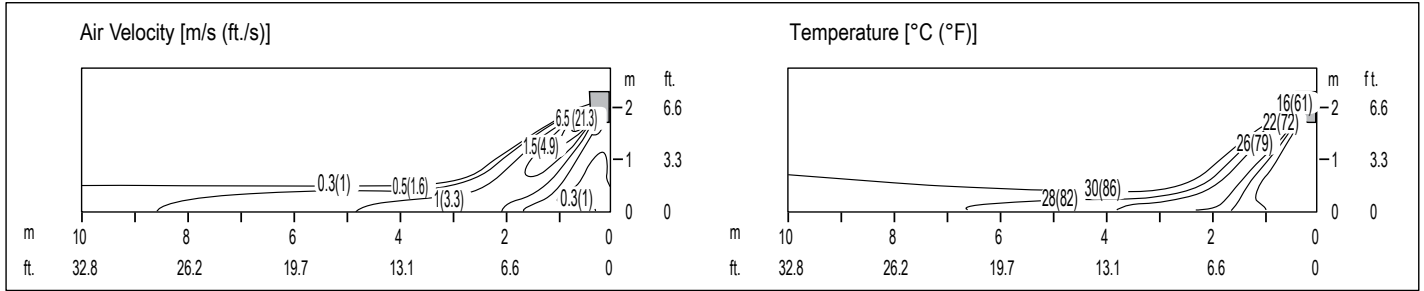 Air Velocity [m/s (ft./s)]
m ft.
2 6.6
6.5 (21.3)
1.5(4.9)
1 3.3
0.3(1)
0.5(1.6)
1(3.3)
0.3(1)
0 0
m 10 8 6 4 2 0
ft. 32.8 26.2 19.7 13.1 6.6 0
Temperature [°C (°F)]
m ft.
16(61)
2 6.6
22(72)
26(79)
1 3.3
30(86)
28(82)
0 0
m 10 8 6 4 2 0
ft. 32.8 26.2 19.7 13.1 6.6 0